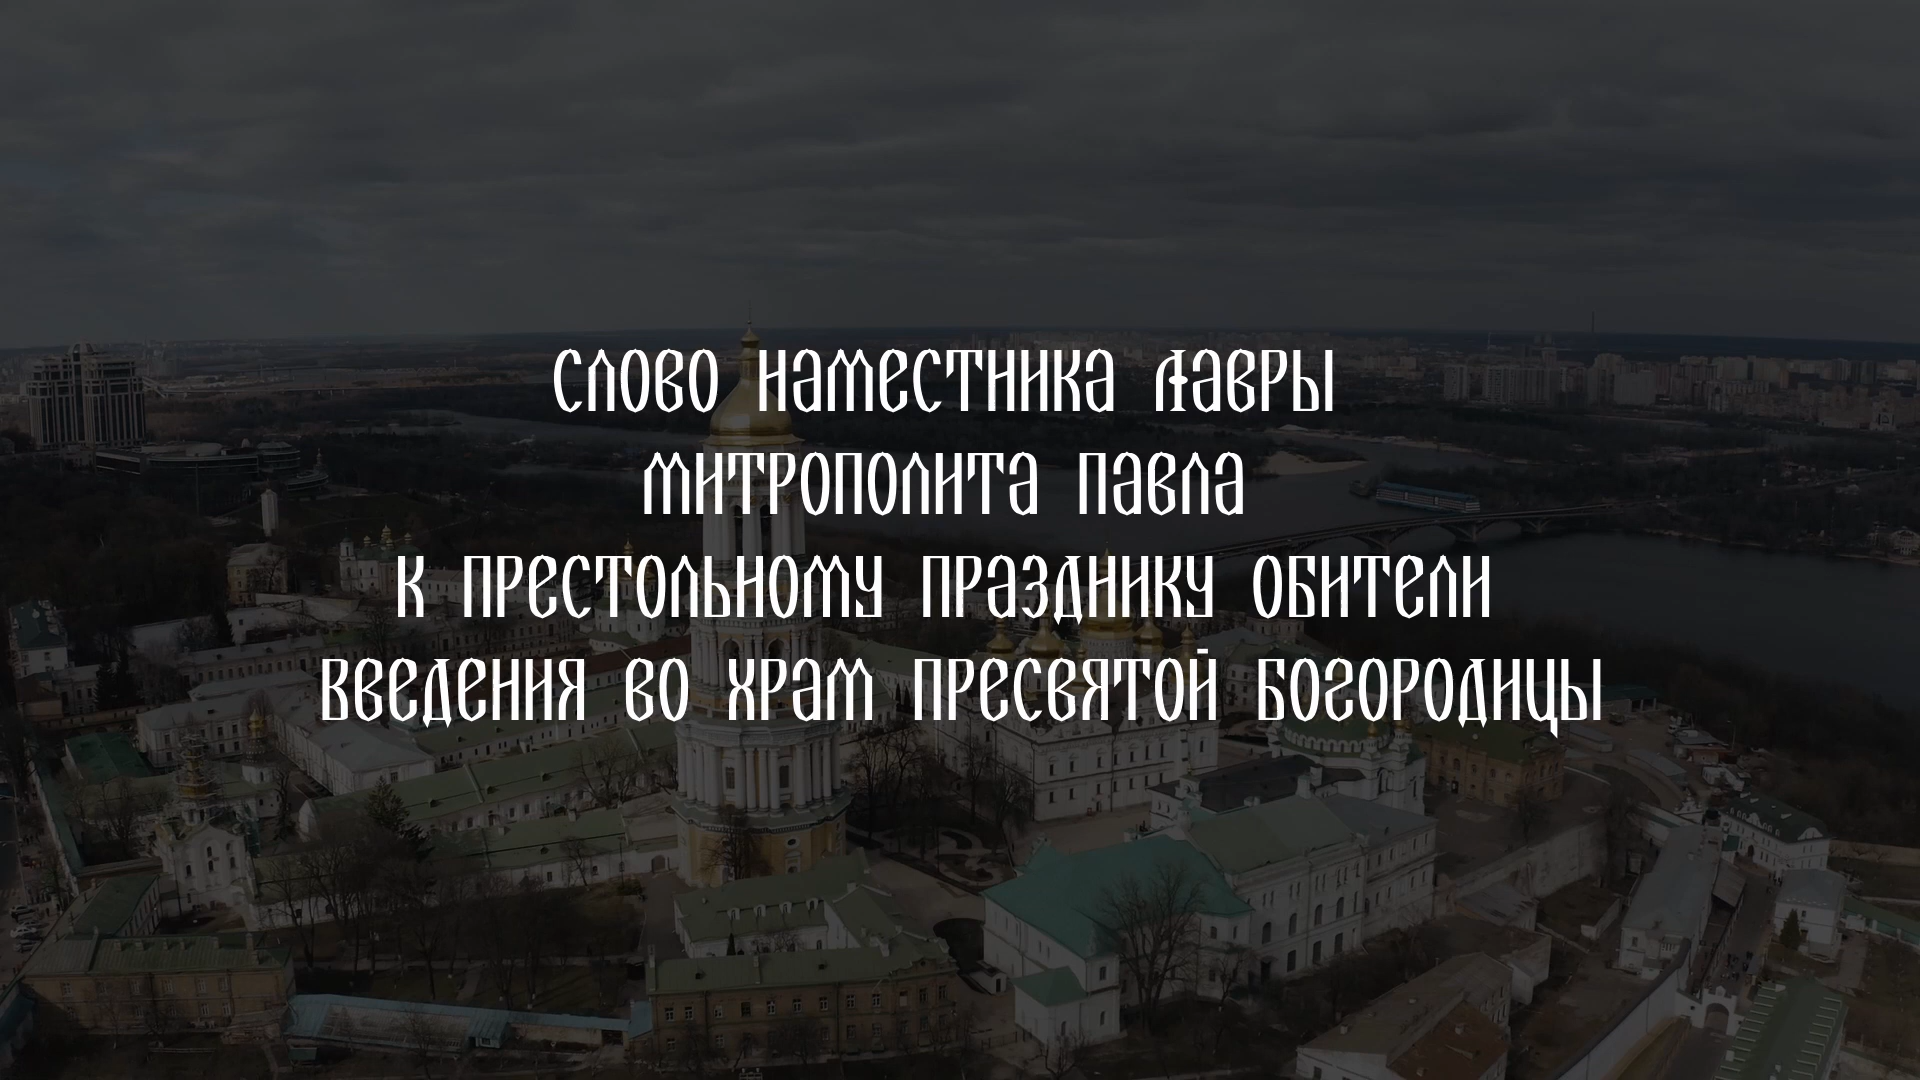 слово наместника Лавры
митрополита Павла
к престольному празднику обители
Введения во храм Пресвятой Богородицы